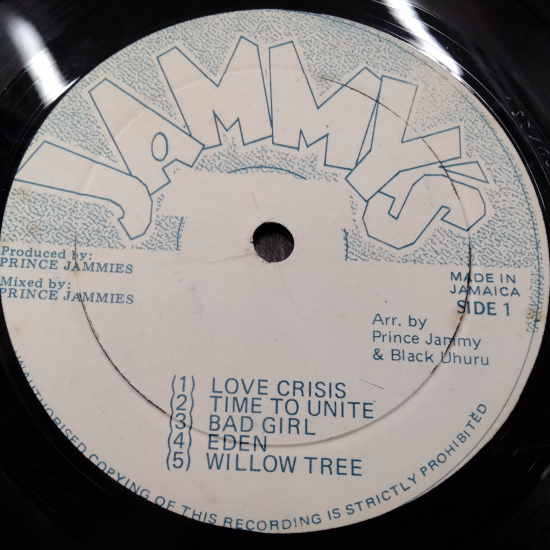 JAMMY'S
Produced by:
PRINCE JAMMIES
Mixed by:
PRINCE JAMMIES
MADE IN
JAMAICA
SIDE 1
Arr. by
Prince Jammy
& Black Uhuru
(1) LOVE CRISIS
(2) TIME TO UNITE
(3) BAD GIRL
(4) EDEN
(5) WILLOW TREE
UNAUTHORISED COPYING OF THIS RECORDING IS STRICTLY PROHIBITED